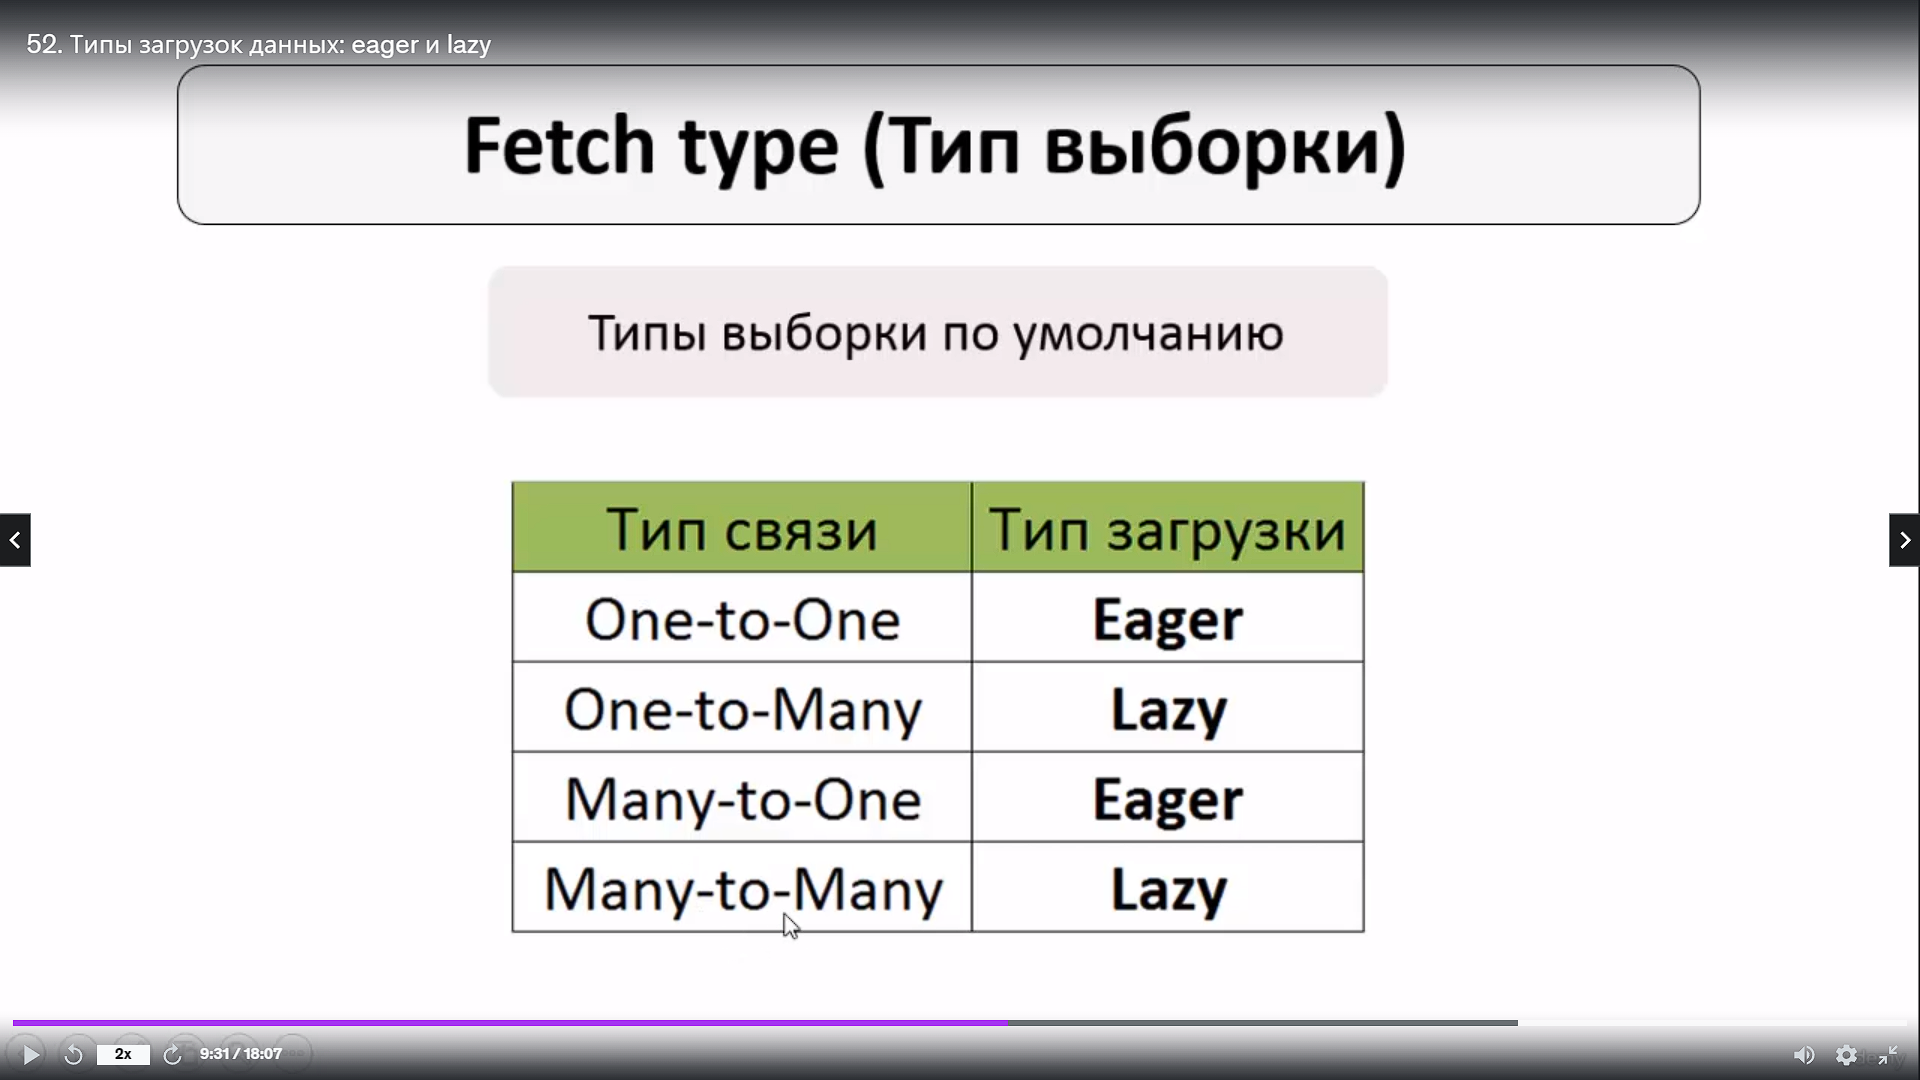 52. Типы загрузок данных: eager и lazy
Fetch type (Тип выборки)
Типы выборки по умолчанию
Тип связи Тип загрузки
One-to-One Eager
One-to-Many Lazy
Many-to-One Eager
Many-to-Many Lazy
2x 9:31 / 18:07